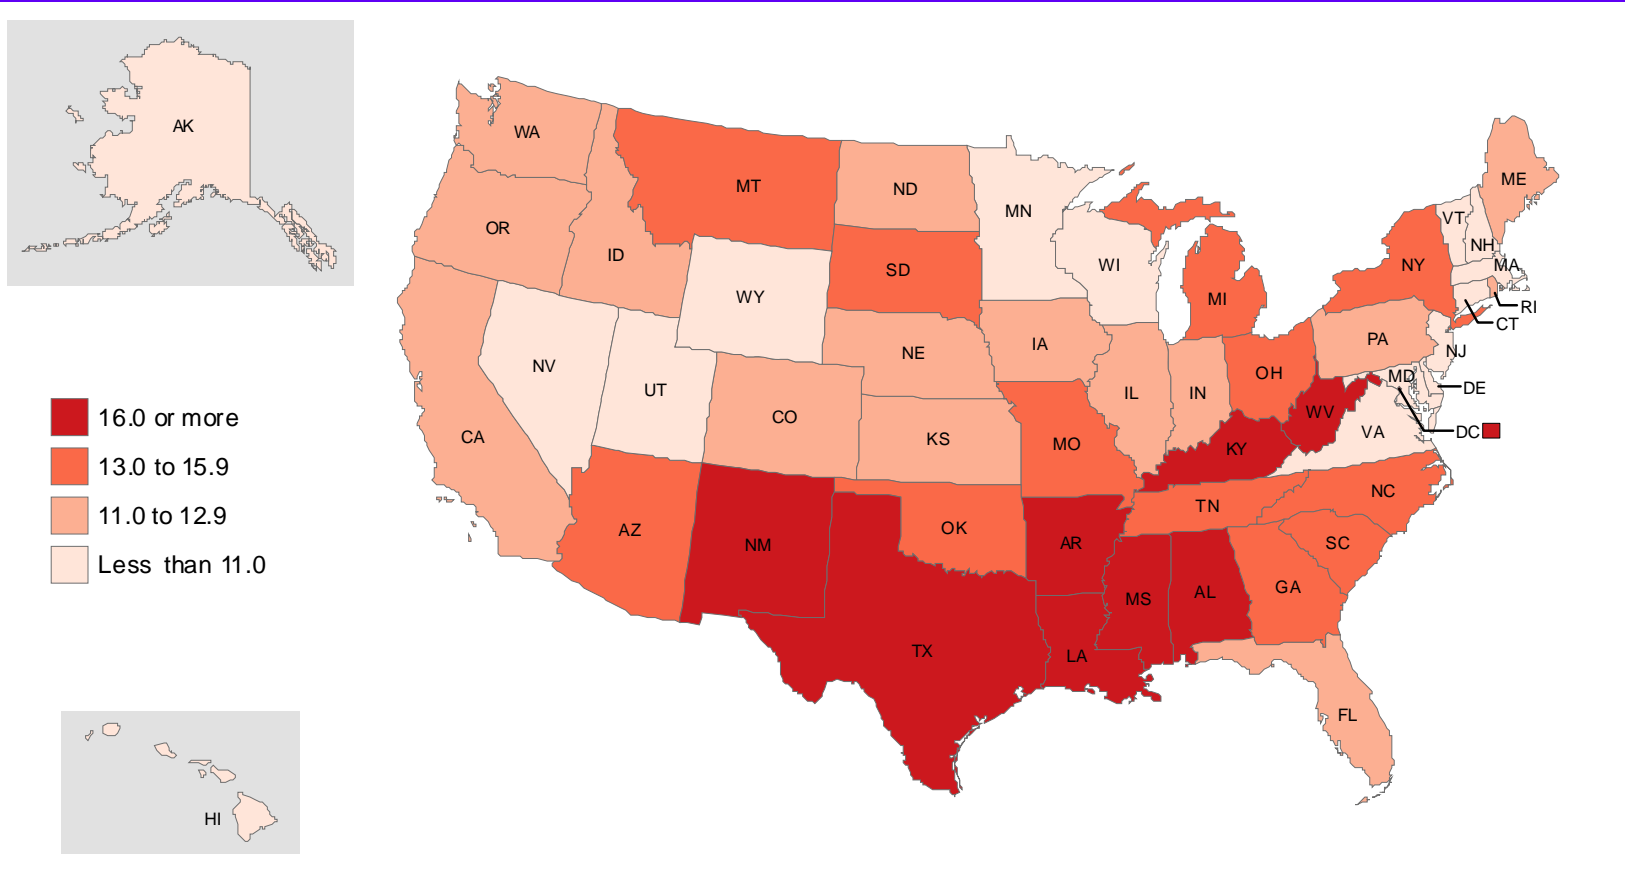 AK
WA
MT
ND
MN
ME
VT
NH
OR
ID
SD
WI
NY
MA
WY
MI
RI
CT
NV
UT
NE
IA
PA
NJ
OH
MD
DE
CO
IL
IN
WV
DC
CA
KS
MO
KY
VA
16.0 or more
13.0 to 15.9
11.0 to 12.9
Less than 11.0
AZ
NM
OK
AR
TN
NC
SC
MS
AL
GA
TX
LA
FL
HI